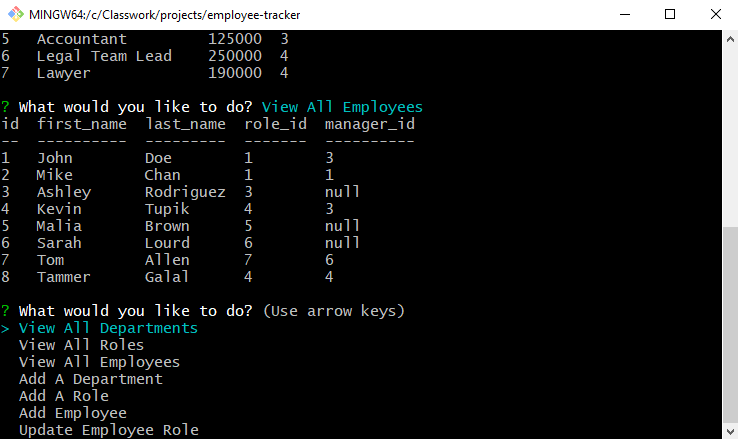 MINGW64:/c/Classwork/projects/employee-tracker
5   Accountant         125000  3
6   Legal Team Lead    250000  4
7   Lawyer             190000  4
? What would you like to do? View All Employees
id  first_name  last_name  role_id  manager_id
--  ----------  ---------  -------  ----------
1   John        Doe        1        3
2   Mike        Chan       1        1
3   Ashley      Rodriguez  3        null
4   Kevin       Tupik      4        3
5   Malia       Brown      5        null
6   Sarah       Lourd      6        null
7   Tom         Allen      7        6
8   Tammer      Galal      4        4
? What would you like to do? (Use arrow keys)
> View All Departments
  View All Roles
  View All Employees
  Add A Department
  Add A Role
  Add Employee
  Update Employee Role